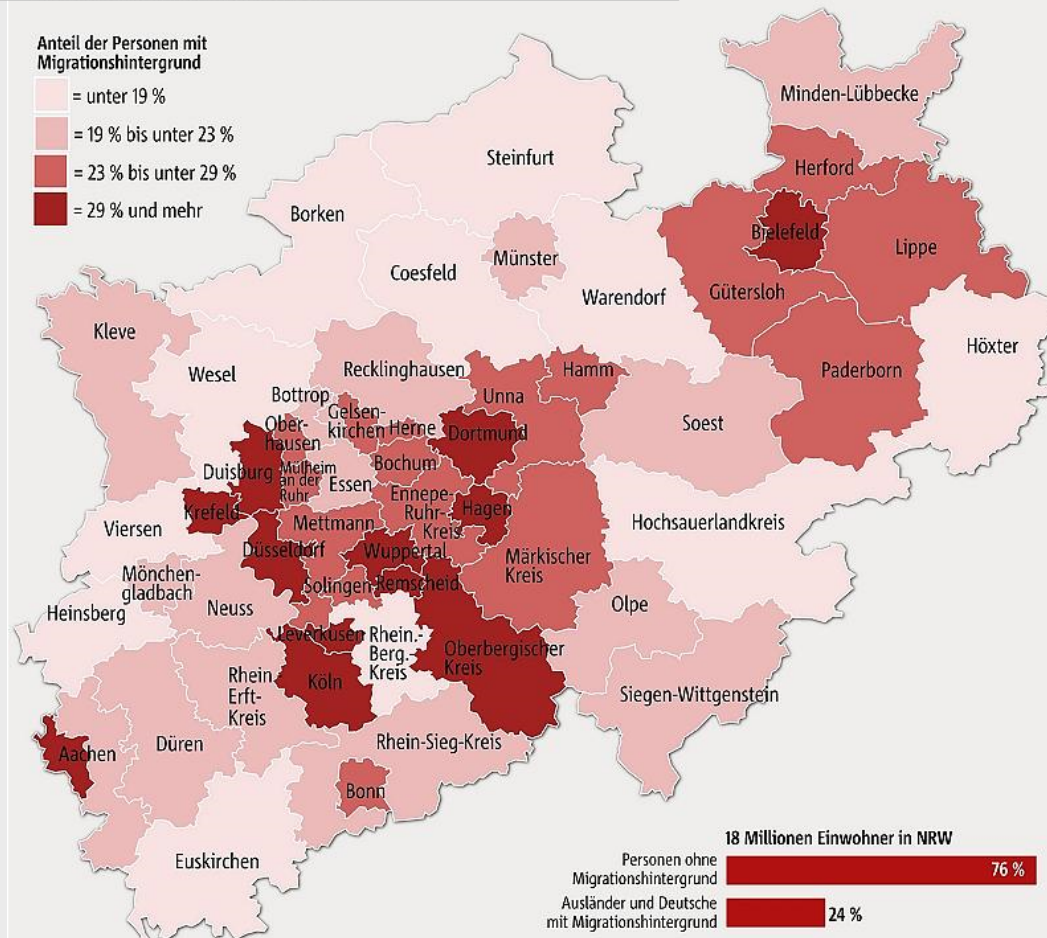 Anteil der Personen mit
Migrationshintergrund
= unter 19 %
= 19 % bis unter 23 %
= 23 % bis unter 29 %
= 29 % und mehr
Minden-Lübbecke
Steinfurt
Herford
Borken
Bielefeld
Lippe
Münster
Coesfeld
Gütersloh
Warendorf
Kleve
Höxter
Wesel
Recklinghausen
Hamm
Paderborn
Bottrop
Unna
Gelsen-
kirchen
Herne
Ober-
hausen
Dortmund
Soest
Duisburg
Mülheim
an der
Ruhr
Essen
Bochum
Krefeld
Ennepe-
Ruhr-
Kreis
Hagen
Viersen
Mettmann
Hochsauerlandkreis
Düsseldorf
Wuppertal
Märkischer
Kreis
Mönchen-
gladbach
Solingen
Remscheid
Heinsberg
Neuss
Olpe
Leverkusen
Rhein.-
Berg.-
Kreis
Oberbergischer
Kreis
Rhein
Erft-
Kreis
Köln
Siegen-Wittgenstein
Aachen
Düren
Rhein-Sieg-Kreis
Bonn
Euskirchen
18 Millionen Einwohner in NRW
Personen ohne
Migrationshintergrund
76 %
Ausländer und Deutsche
mit Migrationshintergrund
24 %